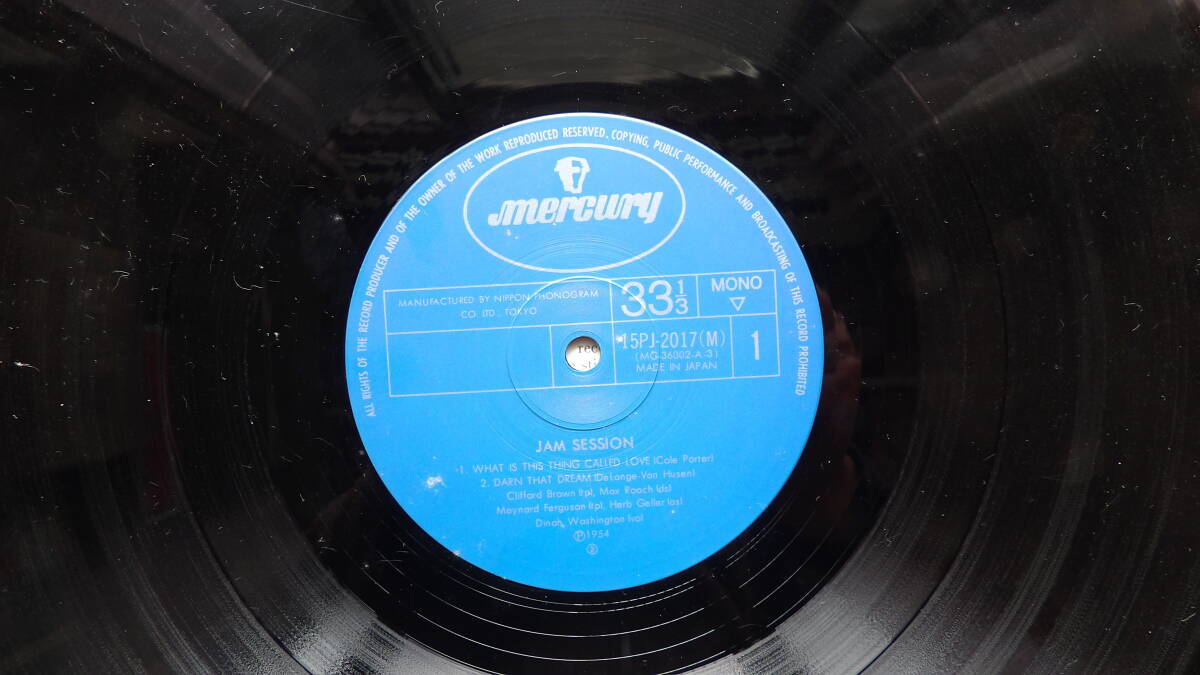 ALL RIGHTS OF THE RECORD PRODUCER AND OF THE OWNER OF THE WORK REPRODUCED RESERVED. COPYING, PUBLIC PERFORMANCE AND BROADCASTING OF THIS RECORD PROHIBITED
mercury
MANUFACTURED BY NIPPON PHONOGRAM
CO. LTD., TOKYO
33 1/3
MONO
▽
15PJ-2017(M)
(MG-36002-A-3)
MADE IN JAPAN
1
rec
JAM SESSION
1. WHAT IS THIS THING CALLED LOVE (Cole Porter)
2. DARN THAT DREAM (DeLange-Van Husen)
Clifford Brown (tp), Max Roach (ds)
Maynard Ferguson (tp), Herb Geller (as)
Dinah Washington (vo)
Ⓟ1954